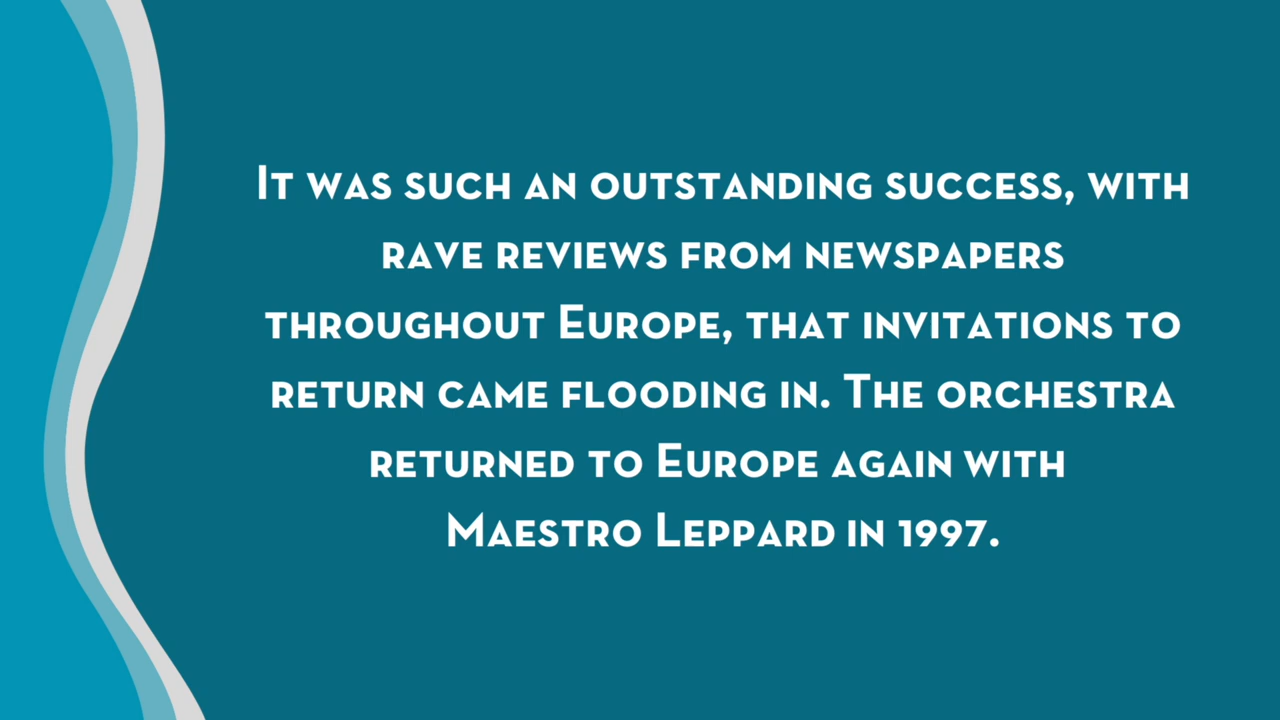 It was such an outstanding success, with
rave reviews from newspapers
throughout Europe, that invitations to
return came flooding in. The orchestra
returned to Europe again with
Maestro Leppard in 1997.